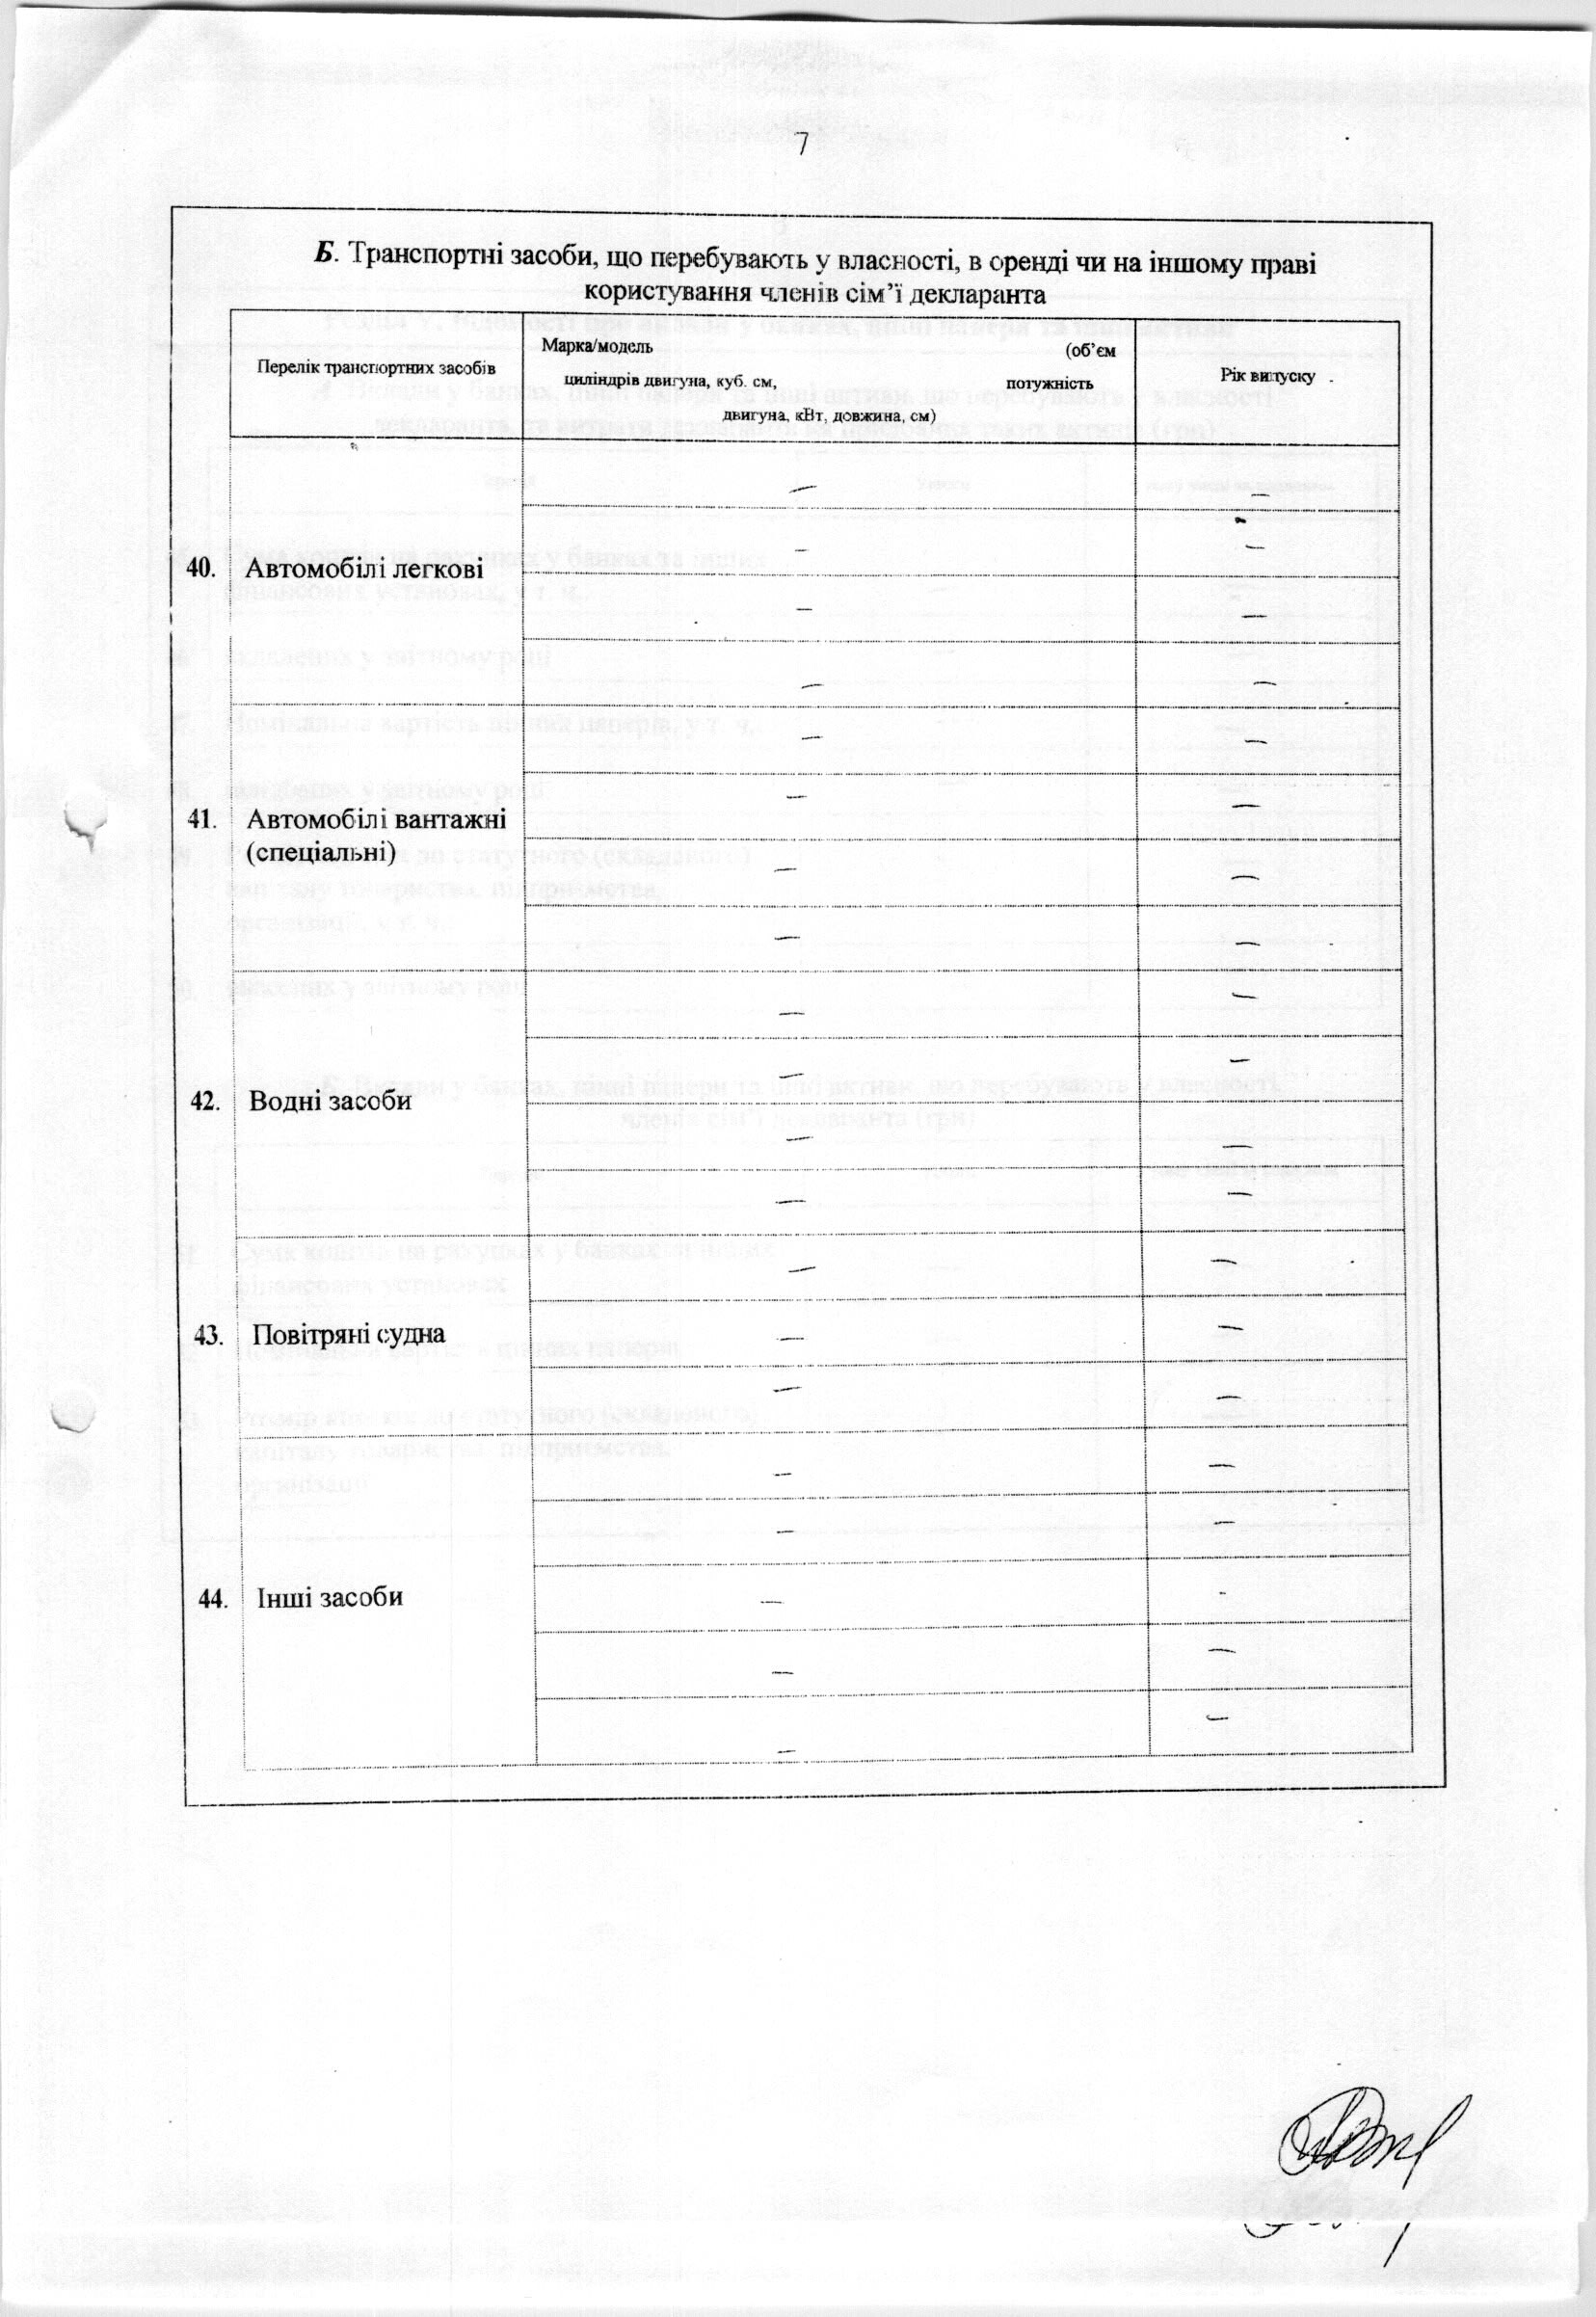 7
Б. Транспортні засоби, що перебувають у власності, в оренді чи на іншому праві
користування членів сім’ї декларанта
Перелік транспортних засобів
Марка/модель (об’єм
циліндрів двигуна, куб. см, потужність
двигуна, кВт, довжина, см)
Рік випуску
— —
— —
40. Автомобілі легкові
— —
— —
— —
— —
41. Автомобілі вантажні
(спеціальні)
— —
— —
— —
— —
42. Водні засоби
— —
— —
— —
43. Повітряні судна
— —
— —
— —
— —
44. Інші засоби
— -
— —
— —